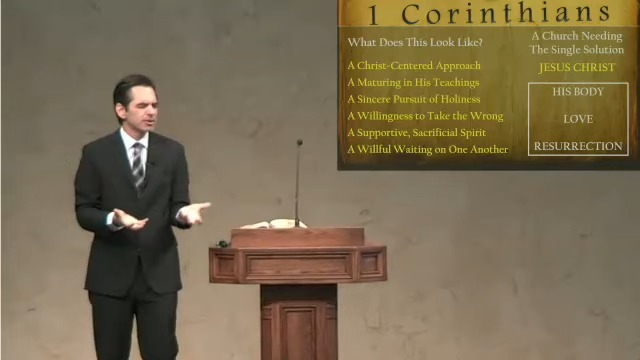 1 Corinthians
What Does This Look Like?
A Christ-Centered Approach
A Maturing in His Teachings
A Sincere Pursuit of Holiness
A Willingness to Take the Wrong
A Supportive, Sacrificial Spirit
A Willful Waiting on One Another
A Church Needing
The Single Solution
JESUS CHRIST
HIS BODY
LOVE
RESURRECTION